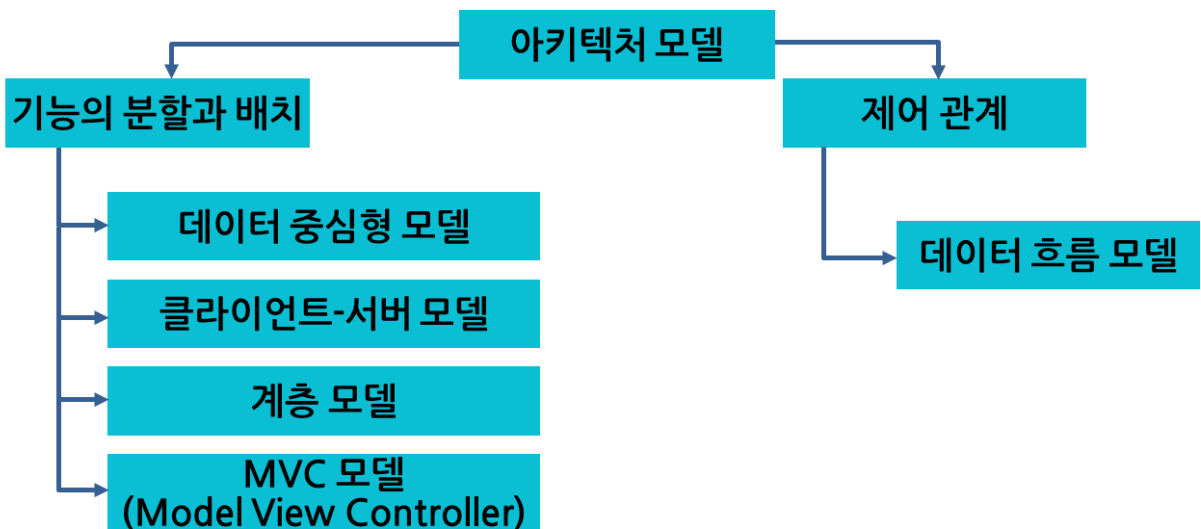 아키텍처 모델
기능의 분할과 배치
제어 관계
데이터 중심형 모델
데이터 흐름 모델
클라이언트-서버 모델
계층 모델
MVC 모델
(Model View Controller)